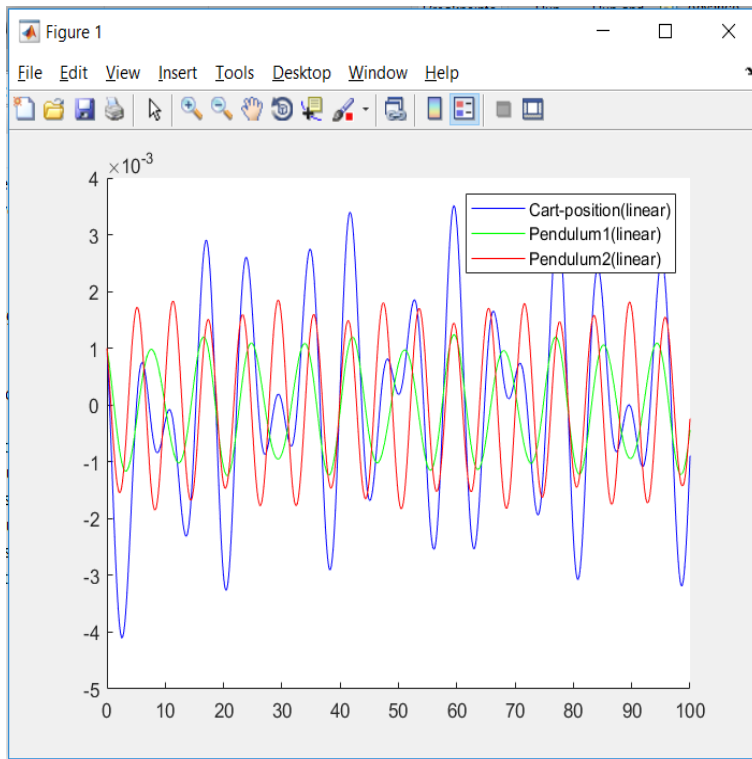 Figure 1
File Edit View Insert Tools Desktop Window Help
×10-3
4
3
2
1
0
-1
-2
-3
-4
-5
0 10 20 30 40 50 60 70 80 90 100
Cart-position(linear)
Pendulum1(linear)
Pendulum2(linear)